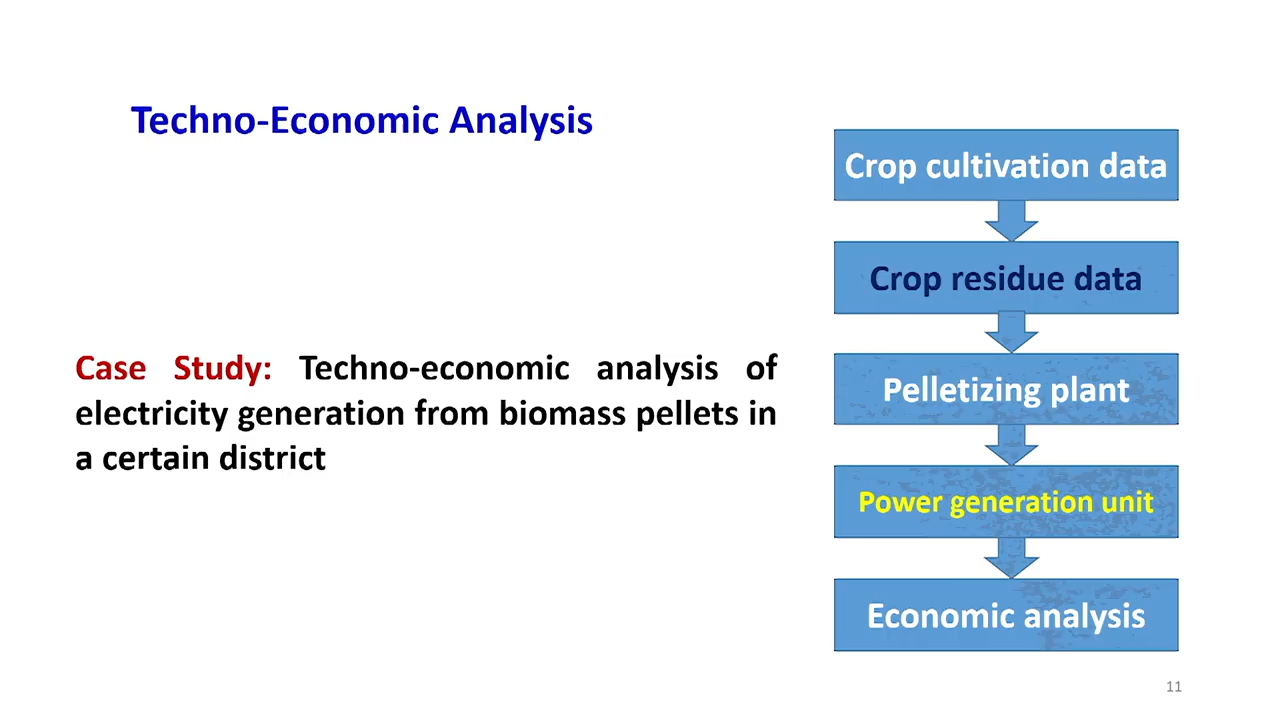 Techno-Economic Analysis
Case Study: Techno-economic analysis of
electricity generation from biomass pellets in
a certain district
Crop cultivation data
Crop residue data
Pelletizing plant
Power generation unit
Economic analysis
11